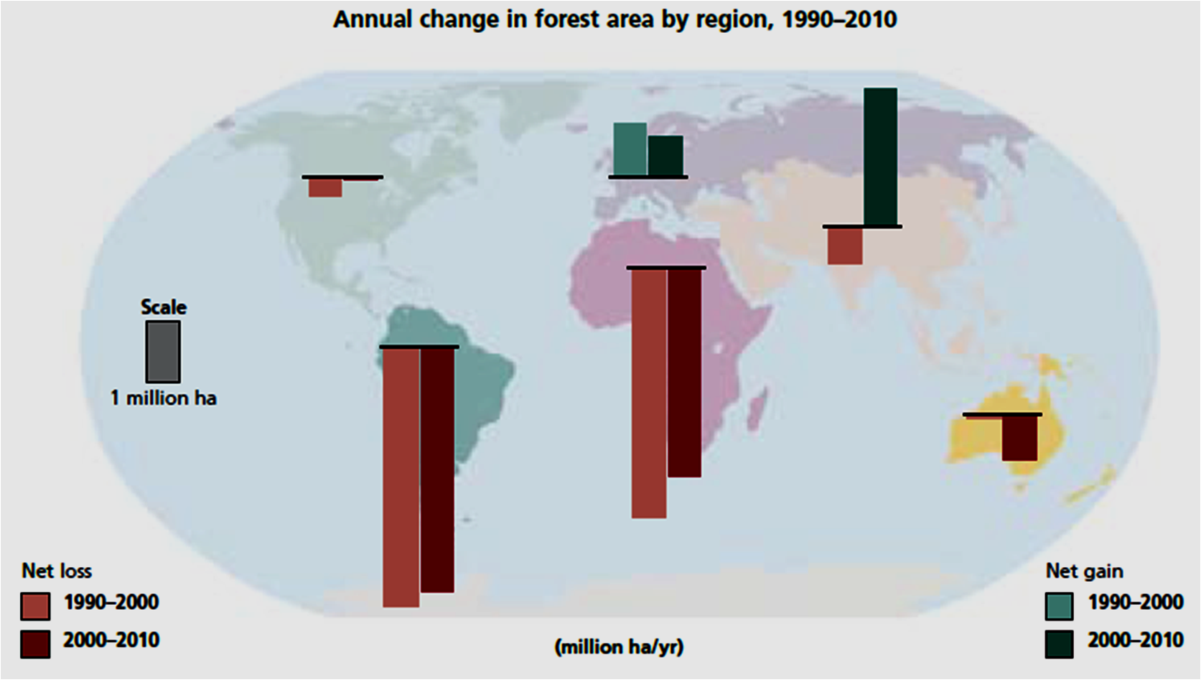 Annual change in forest area by region, 1990–2010
Scale
1 million ha
Net loss
1990–2000
2000–2010
(million ha/yr)
Net gain
1990–2000
2000–2010